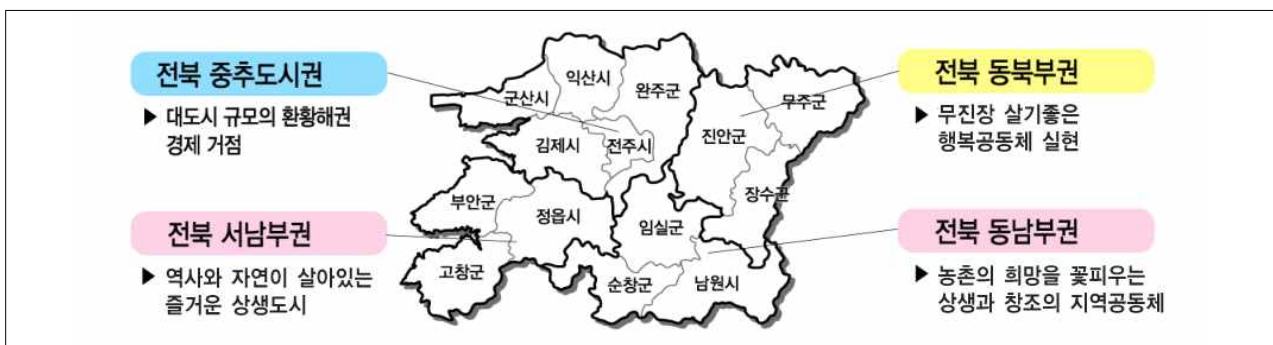 전북 중추도시권
▶ 대도시 규모의 환황해권
경제 거점
전북 서남부권
▶ 역사와 자연이 살아있는
즐거운 상생도시
군산시
익산시
완주군
김제시
전주시
무주군
진안군
장수군
부안군
정읍시
임실군
고창군
순창군
남원시
전북 동북부권
▶ 무진장 살기좋은
행복공동체 실현
전북 동남부권
▶ 농촌의 희망을 꽃피우는
상생과 창조의 지역공동체